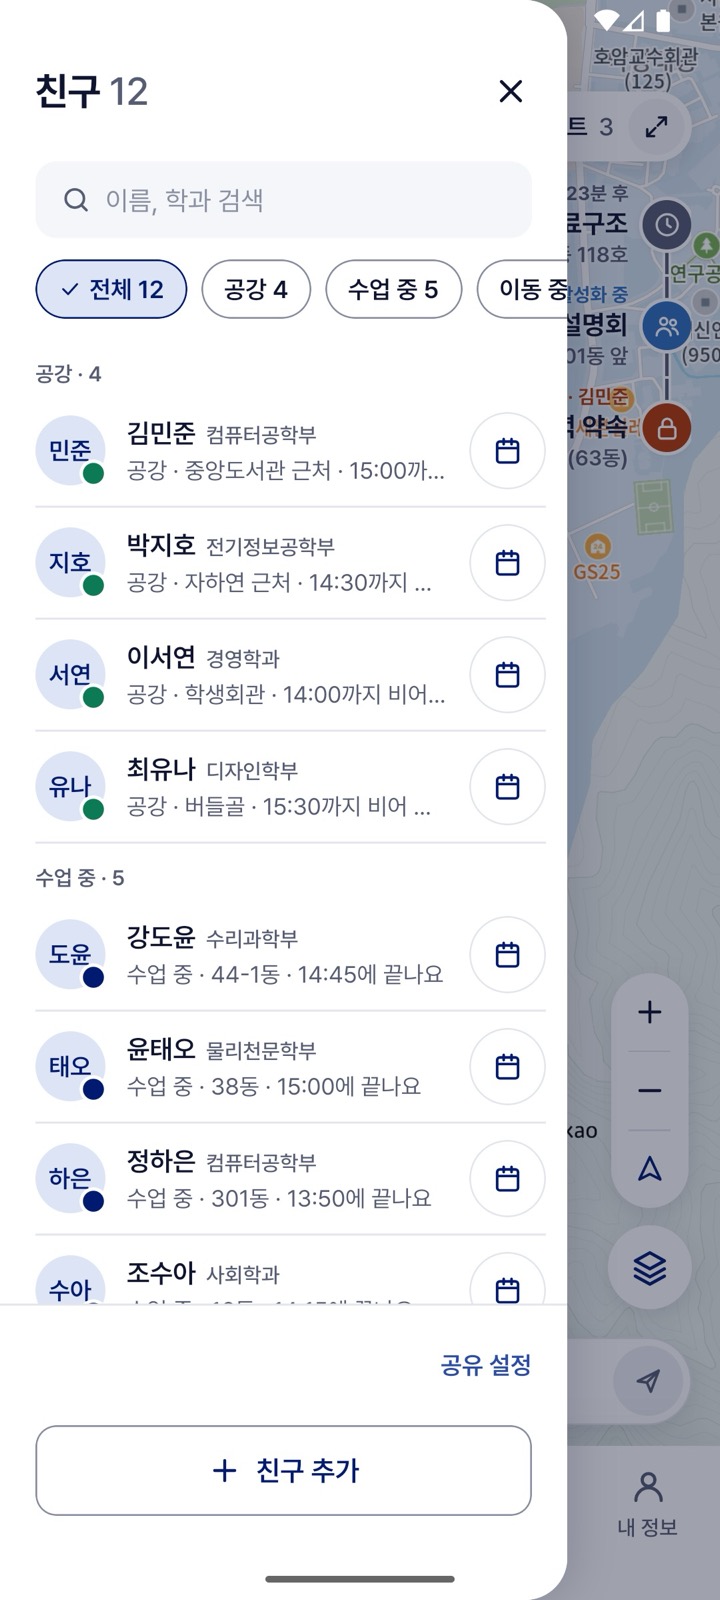 친구 12
이름, 학과 검색
전체 12
공강 4
수업 중 5
이동 중
공강 · 4
민준
김민준 컴퓨터공학부
공강 · 중앙도서관 근처 · 15:00까...
지호
박지호 전기정보공학부
공강 · 자하연 근처 · 14:30까지 ...
서연
이서연 경영학과
공강 · 학생회관 · 14:00까지 비어...
유나
최유나 디자인학부
공강 · 버들골 · 15:30까지 비어 ...
수업 중 · 5
도윤
강도윤 수리과학부
수업 중 · 44-1동 · 14:45에 끝나요
태오
윤태오 물리천문학부
수업 중 · 38동 · 15:00에 끝나요
하은
정하은 컴퓨터공학부
수업 중 · 301동 · 13:50에 끝나요
수아
조수아 사회학과
공유 설정
친구 추가
호암교수회관
(125)
트 3
23분 후
료구조
118호
연구공
활성화 중
설명회
01동 앞
신언
(950
· 김민준
약속
(63동)
GS25
kao
내 정보